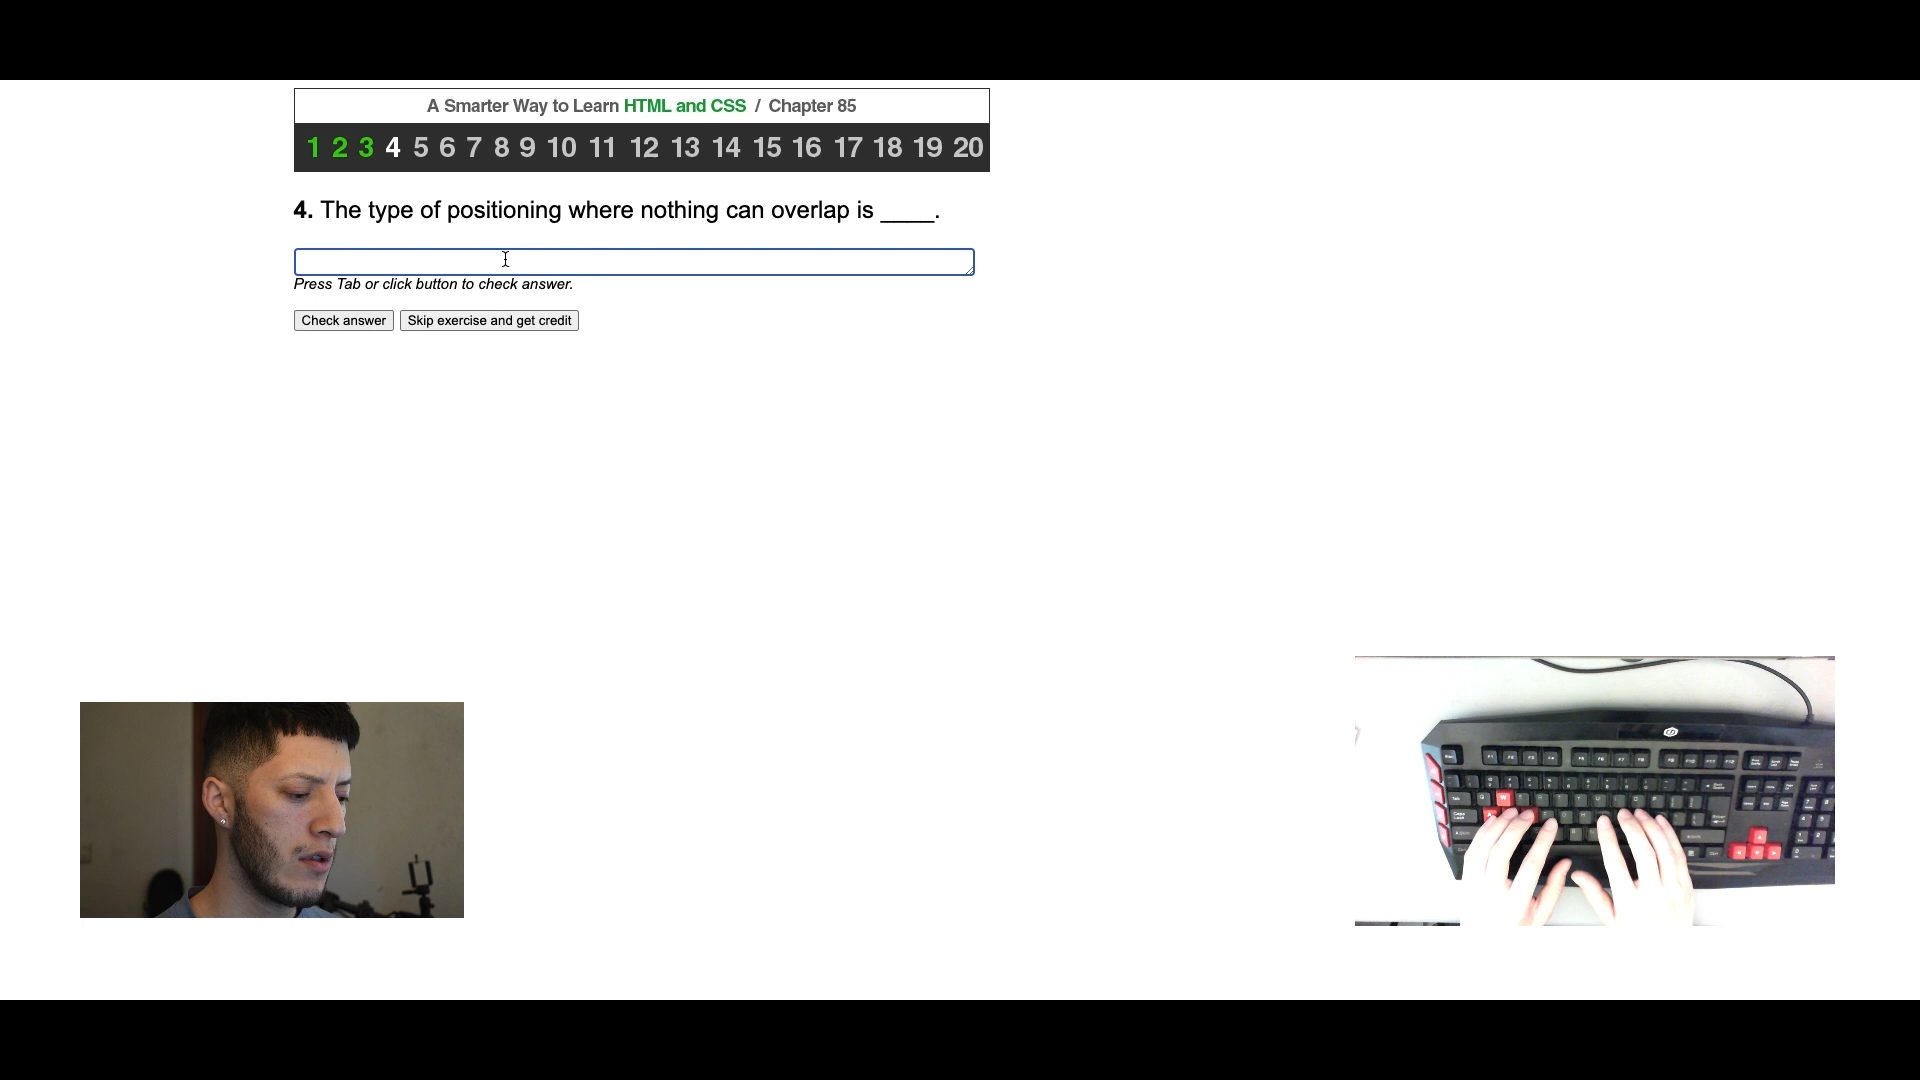 A Smarter Way to Learn HTML and CSS / Chapter 85
1 2 3 4 5 6 7 8 9 10 11 12 13 14 15 16 17 18 19 20
4. The type of positioning where nothing can overlap is ____.
Press Tab or click button to check answer.
Check answer Skip exercise and get credit